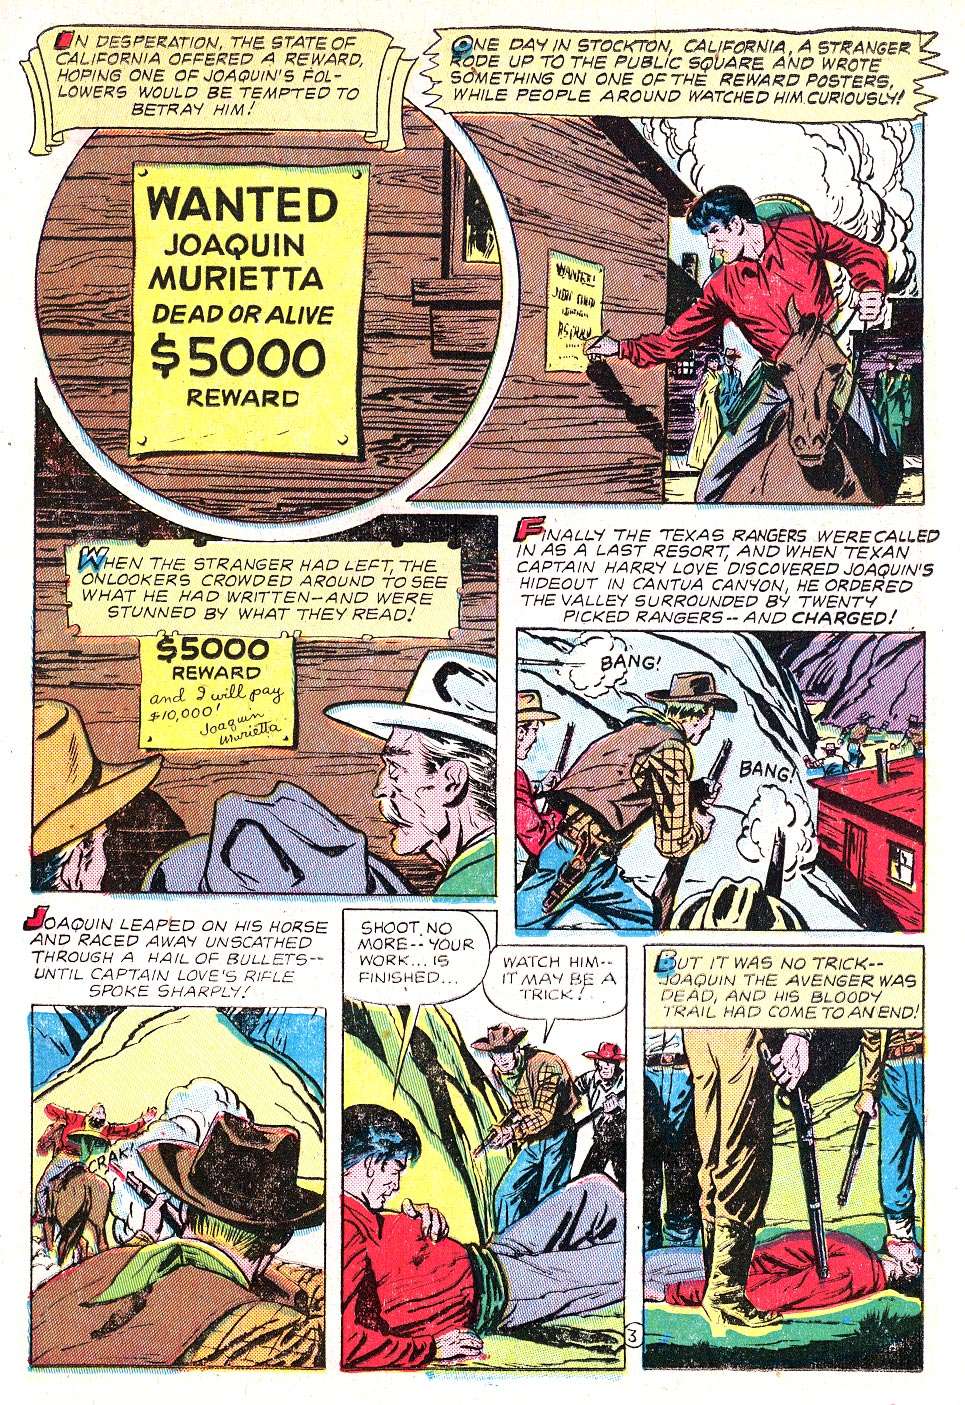 IN DESPERATION, THE STATE OF
CALIFORNIA OFFERED A REWARD,
HOPING ONE OF JOAQUIN'S FOL-
LOWERS WOULD BE TEMPTED TO
BETRAY HIM!
WANTED
JOAQUIN
MURIETTA
DEAD OR ALIVE
$5000
REWARD
ONE DAY IN STOCKTON, CALIFORNIA, A STRANGER
RODE UP TO THE PUBLIC SQUARE AND WROTE
SOMETHING ON ONE OF THE REWARD POSTERS,
WHILE PEOPLE AROUND WATCHED HIM CURIOUSLY!
WANTED!
WHEN THE STRANGER HAD LEFT, THE
ONLOOKERS CROWDED AROUND TO SEE
WHAT HE HAD WRITTEN--AND WERE
STUNNED BY WHAT THEY READ!
$5000
REWARD
and I will pay
$10,000!
Joaquin
Murietta
FINALLY THE TEXAS RANGERS WERE CALLED
IN AS A LAST RESORT, AND WHEN TEXAN
CAPTAIN HARRY LOVE DISCOVERED JOAQUIN'S
HIDEOUT IN CANTUA CANYON, HE ORDERED
THE VALLEY SURROUNDED BY TWENTY
PICKED RANGERS-- AND CHARGED!
BANG!
BANG!
JOAQUIN LEAPED ON HIS HORSE
AND RACED AWAY UNSCATHED
THROUGH A HAIL OF BULLETS--
UNTIL CAPTAIN LOVE'S RIFLE
SPOKE SHARPLY!
CRAK!
SHOOT, NO
MORE-- YOUR
WORK... IS
FINISHED...
WATCH HIM--
IT MAY BE A
TRICK!
3
BUT IT WAS NO TRICK--
JOAQUIN THE AVENGER WAS
DEAD, AND HIS BLOODY
TRAIL HAD COME TO AN END!